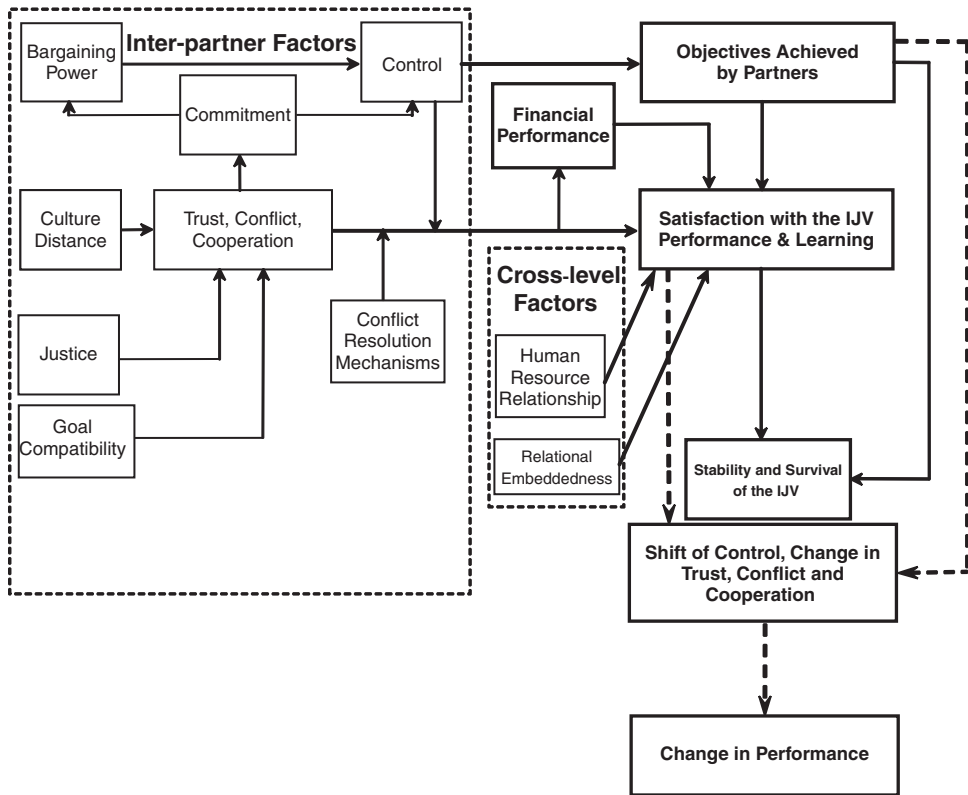 Inter-partner Factors
Bargaining
Power
Control
Commitment
Culture
Distance
Trust, Conflict,
Cooperation
Justice
Goal
Compatibility
Conflict
Resolution
Mechanisms
Financial
Performance
Objectives Achieved
by Partners
Satisfaction with the IJV
Performance & Learning
Cross-level
Factors
Human
Resource
Relationship
Relational
Embeddedness
Stability and Survival
of the IJV
Shift of Control, Change in
Trust, Conflict and
Cooperation
Change in Performance